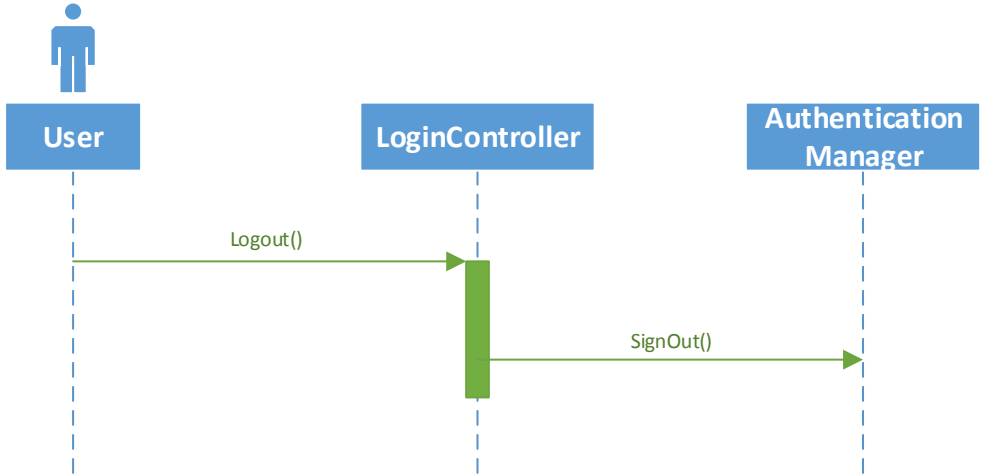 User
LoginController
Authentication
Manager
Logout()
SignOut()